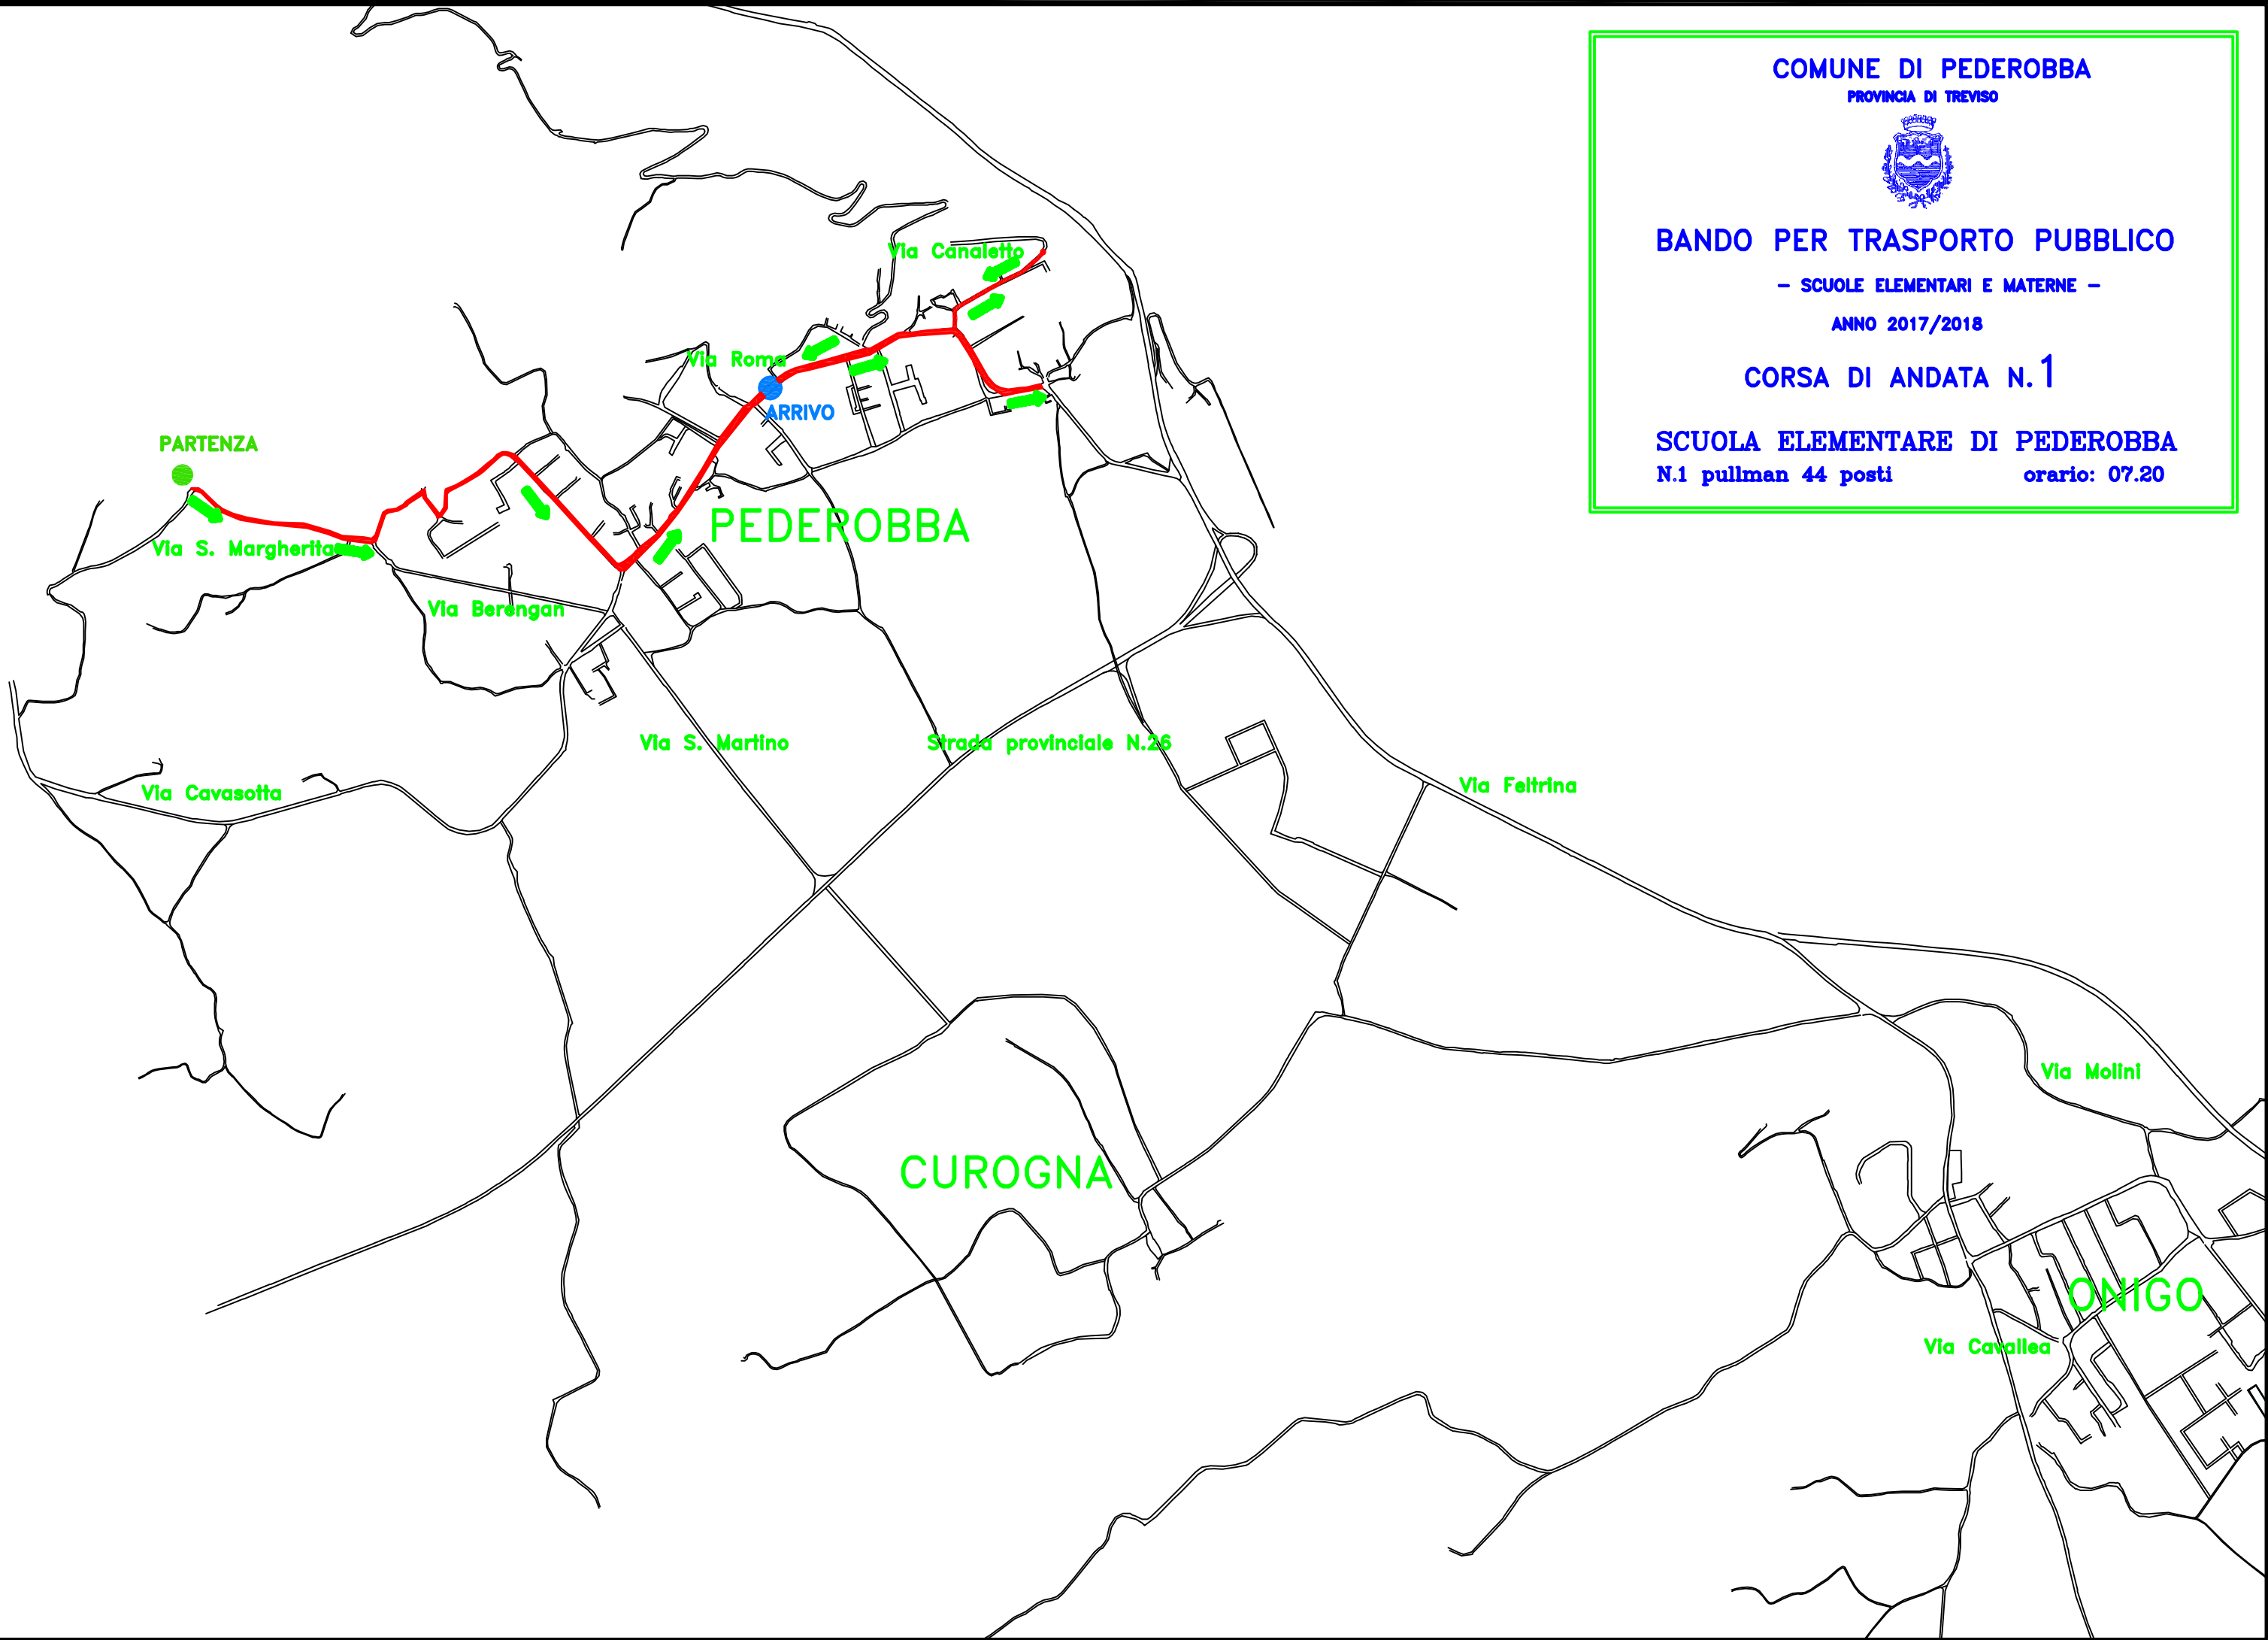 COMUNE DI PEDEROBBA
PROVINCIA DI TREVISO
BANDO PER TRASPORTO PUBBLICO
- SCUOLE ELEMENTARI E MATERNE -
ANNO 2017/2018
CORSA DI ANDATA N.1
SCUOLA ELEMENTARE DI PEDEROBBA
N.1 pullman 44 posti orario: 07.20
Via Canaletto
Via Roma
ARRIVO
PARTENZA
PEDEROBBA
Via S. Margherita
Via Berengan
Via S. Martino
Strada provinciale N.26
Via Feltrina
Via Cavasotta
Via Molini
CUROGNA
ONIGO
Via Cavallea